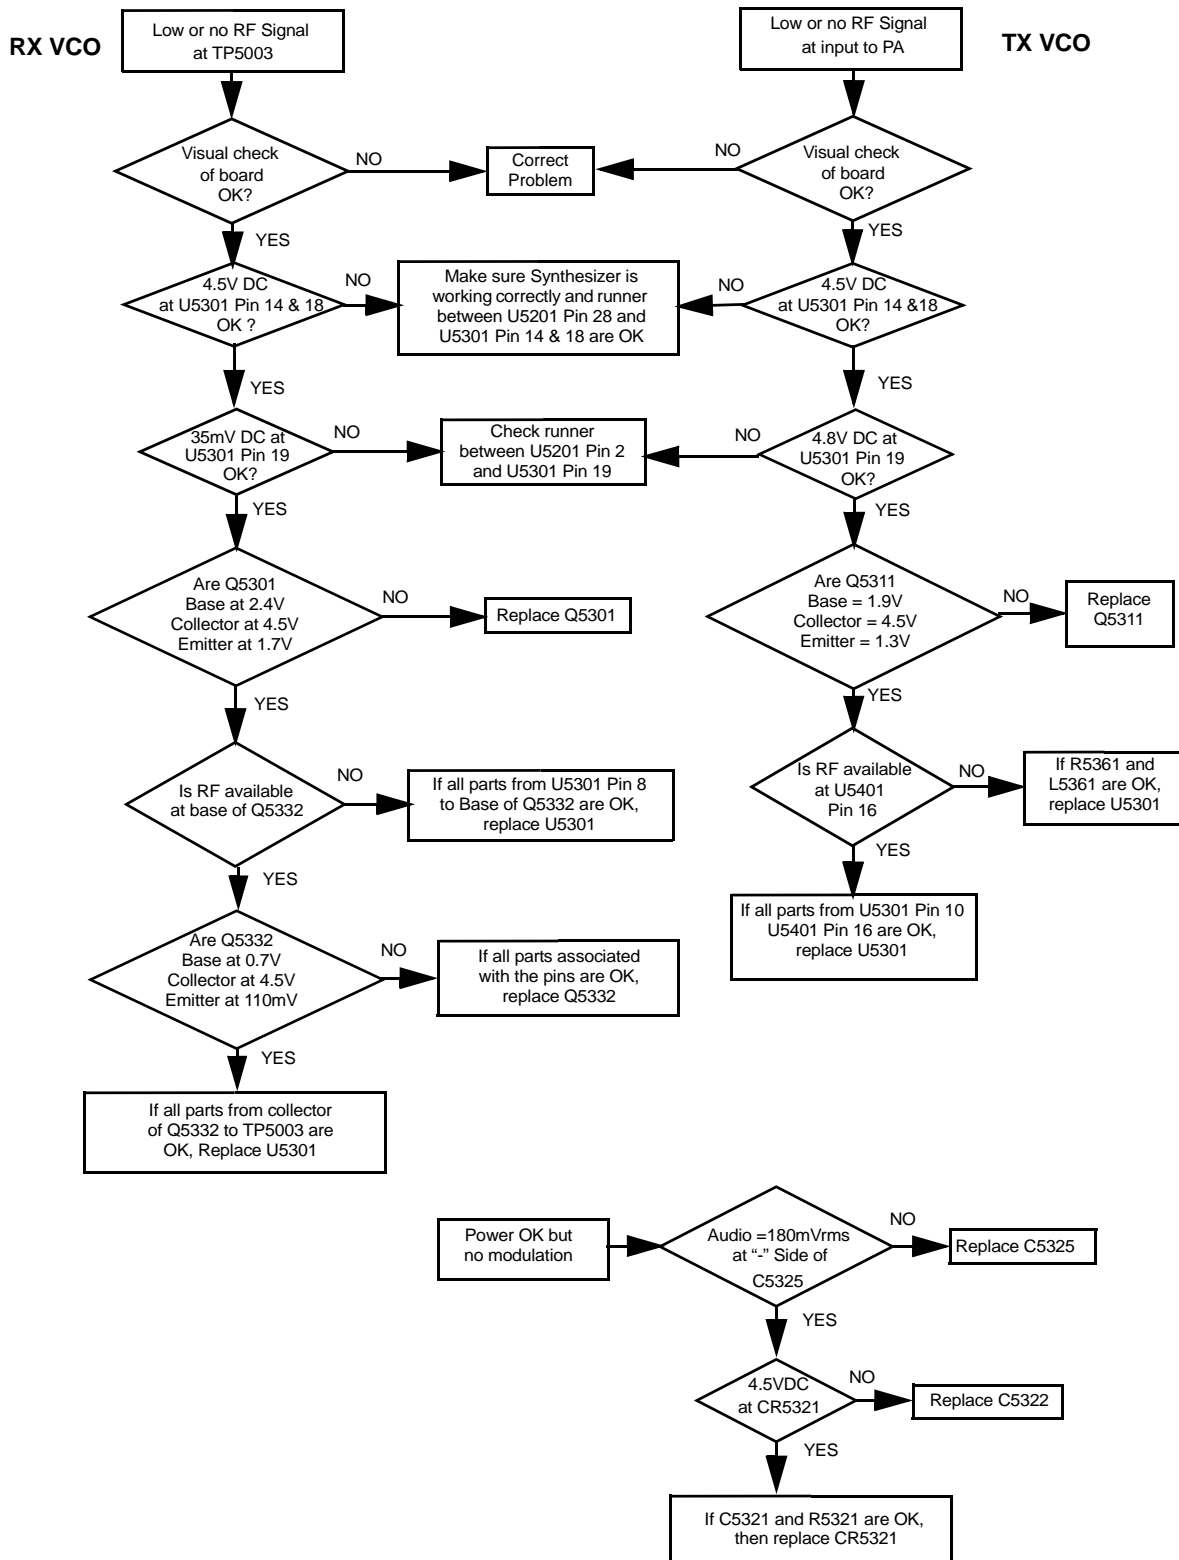 RX VCO
Low or no RF Signal
at TP5003
Low or no RF Signal
at input to PA
TX VCO
Visual check
of board
OK?
NO
Correct
Problem
NO
Visual check
of board
OK?
YES
YES
4.5V DC
at U5301 Pin 14 & 18
OK ?
NO
Make sure Synthesizer is
working correctly and runner
between U5201 Pin 28 and
U5301 Pin 14 & 18 are OK
NO
4.5V DC
at U5301 Pin 14 &18
OK?
YES
YES
35mV DC at
U5301 Pin 19
OK?
NO
Check runner
between U5201 Pin 2
and U5301 Pin 19
NO
4.8V DC at
U5301 Pin 19
OK?
YES
YES
Are Q5301
Base at 2.4V
Collector at 4.5V
Emitter at 1.7V
NO
Replace Q5301
Are Q5311
Base = 1.9V
Collector = 4.5V
Emitter = 1.3V
NO
Replace
Q5311
YES
YES
Is RF available
at base of Q5332
NO
If all parts from U5301 Pin 8
to Base of Q5332 are OK,
replace U5301
Is RF available
at U5401
Pin 16
NO
If R5361 and
L5361 are OK,
replace U5301
YES
YES
Are Q5332
Base at 0.7V
Collector at 4.5V
Emitter at 110mV
NO
If all parts associated
with the pins are OK,
replace Q5332
If all parts from U5301 Pin 10
U5401 Pin 16 are OK,
replace U5301
YES
If all parts from collector
of Q5332 to TP5003 are
OK, Replace U5301
Power OK but
no modulation
Audio =180mVrms
at “-” Side of
C5325
NO
Replace C5325
YES
4.5VDC
at CR5321
NO
Replace C5322
YES
If C5321 and R5321 are OK,
then replace CR5321